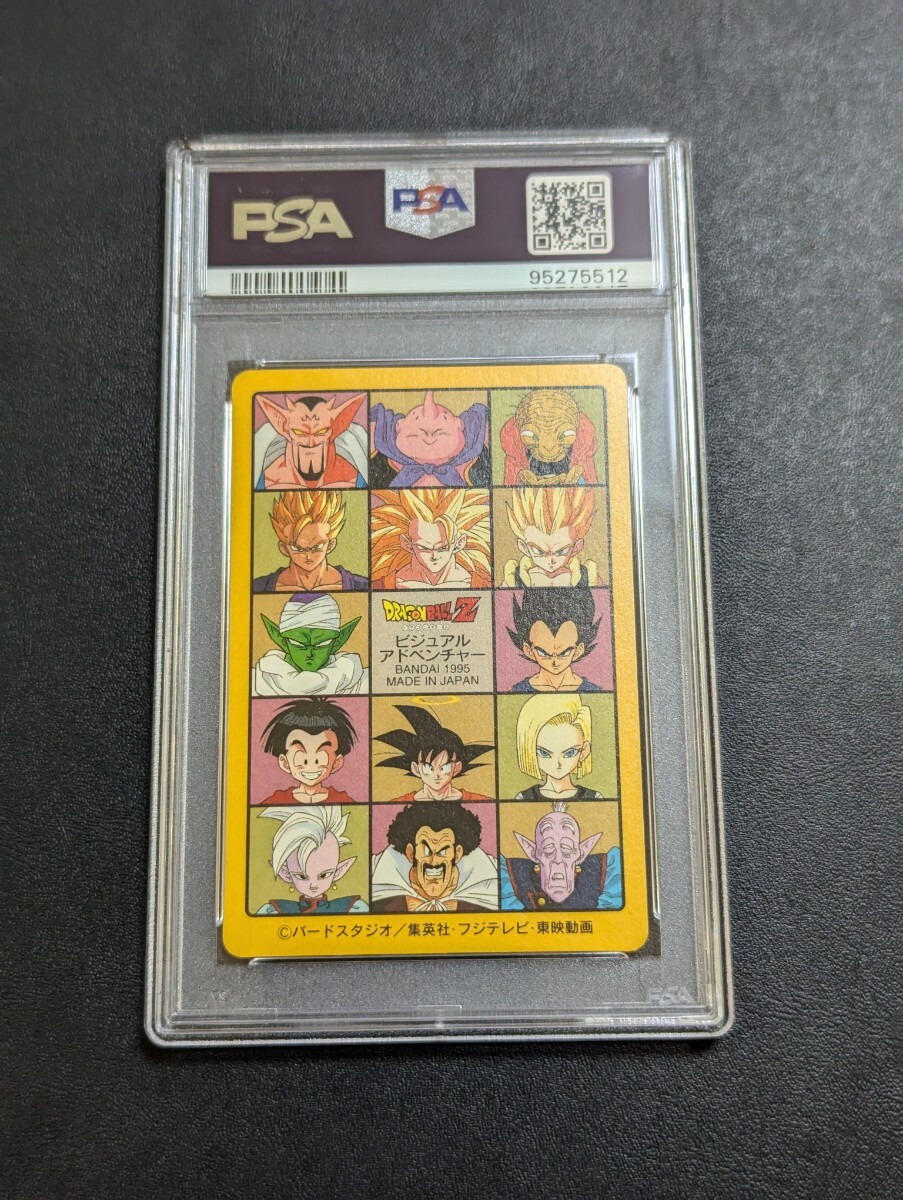 PSA
PSA
95275512
DRAGONBALL Z
ビジュアル
アドベンチャー
BANDAI 1995
MADE IN JAPAN
©バードスタジオ/集英社・フジテレビ・東映動画
PSA